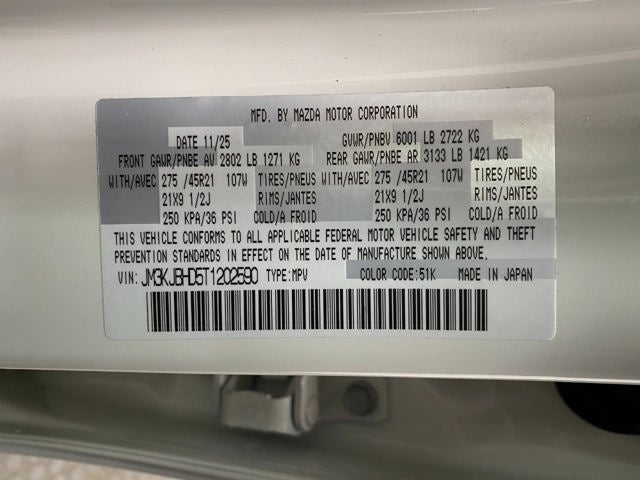 MFD. BY MAZDA MOTOR CORPORATION
DATE 11/25 GVWR/PNBV 6001 LB 2722 KG
FRONT GAWR/PNBE AV 2802 LB 1271 KG REAR GAWR/PNBE AR 3133 LB 1421 KG
WITH/AVEC 275 /45R21 107W TIRES/PNEUS WITH/AVEC 275 /45R21 107W TIRES/PNEUS
21X9 1/2J RIMS/JANTES 21X9 1/2J RIMS/JANTES
250 KPA/36 PSI COLD/A FROID 250 KPA/36 PSI COLD/A FROID
THIS VEHICLE CONFORMS TO ALL APPLICABLE FEDERAL MOTOR VEHICLE SAFETY AND THEFT
PREVENTION STANDARDS IN EFFECT ON THE DATE OF MANUFACTURE SHOWN ABOVE.
VIN: JM3KJBHD5T1202590 TYPE:MPV COLOR CODE:51K MADE IN JAPAN